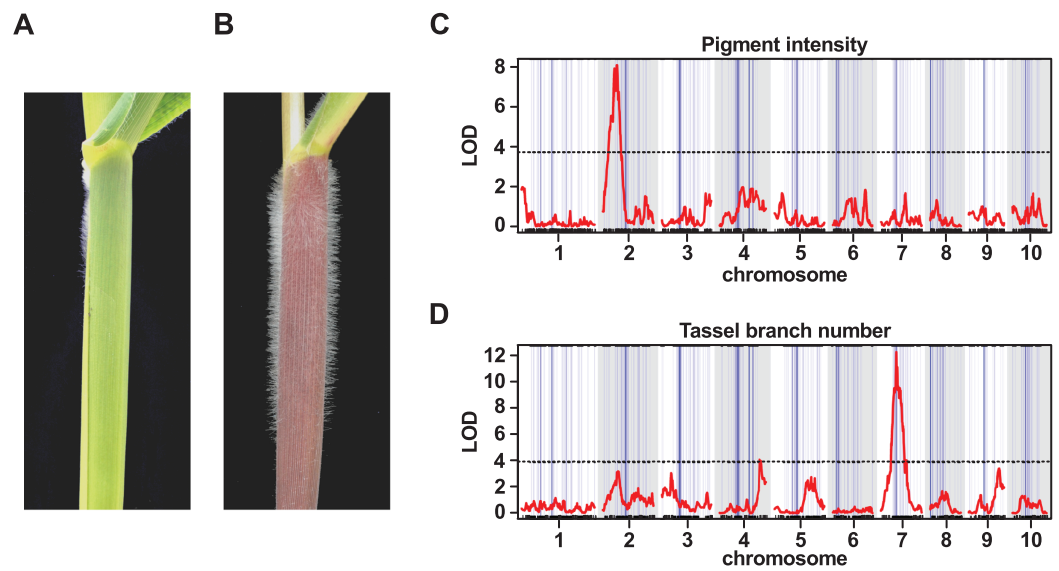 A
B
C
Pigment intensity
LOD
8
6
4
2
0
1 2 3 4 5 6 7 8 9 10
chromosome
D
Tassel branch number
LOD
12
10
8
6
4
2
0
1 2 3 4 5 6 7 8 9 10
chromosome